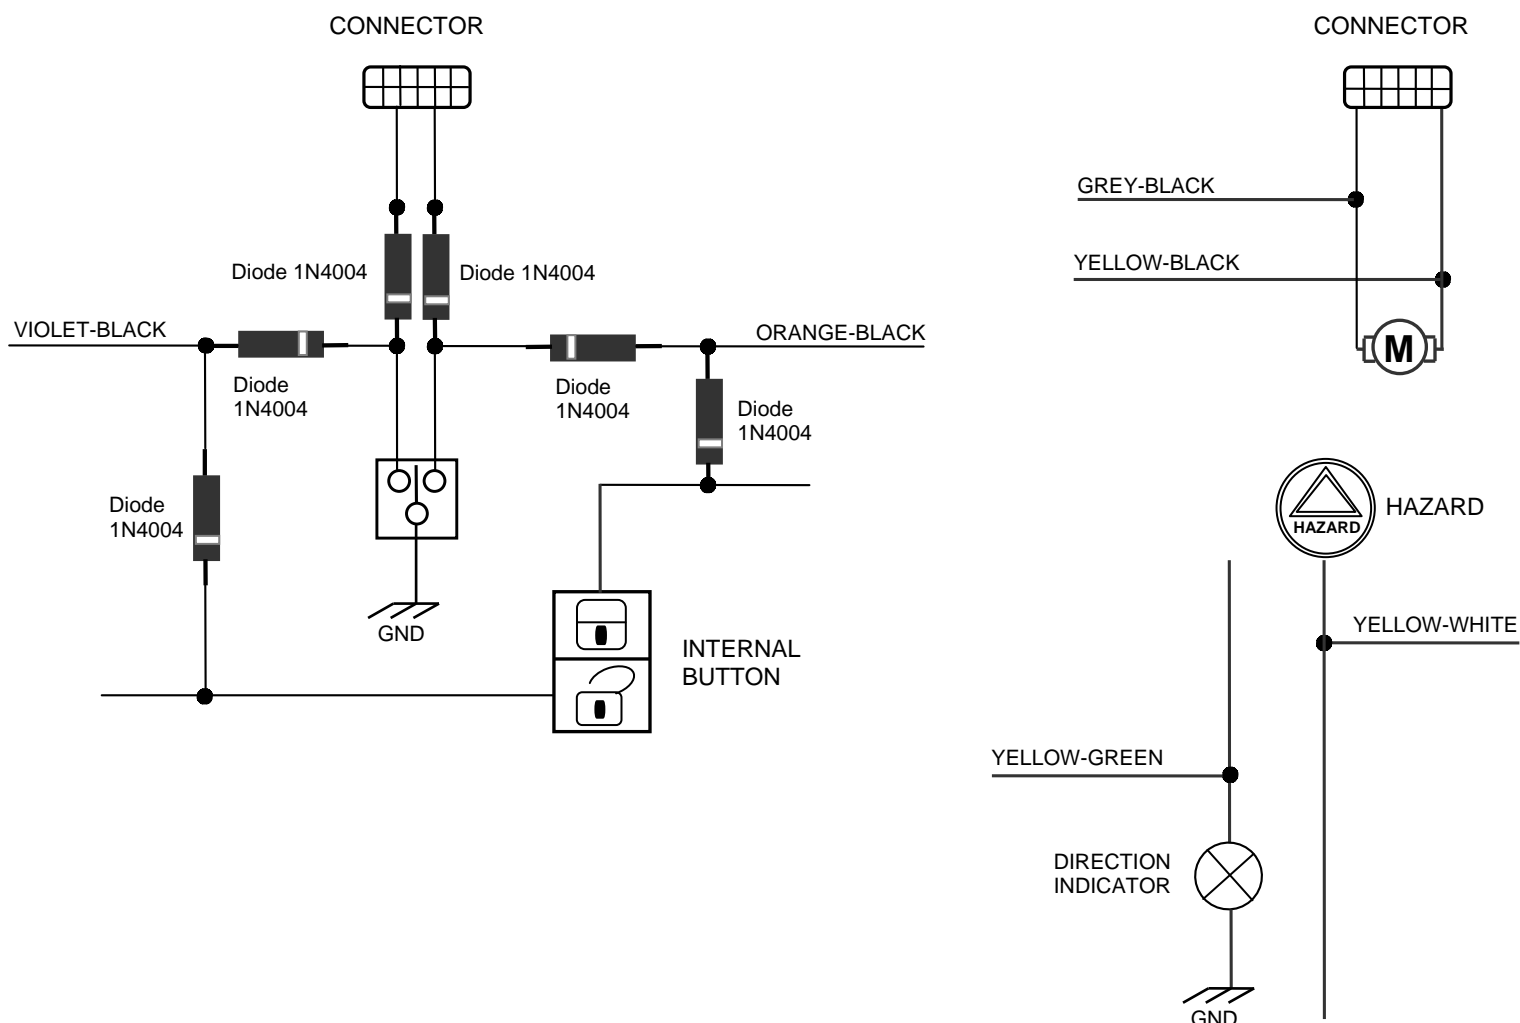 CONNECTOR
CONNECTOR
GREY-BLACK
YELLOW-BLACK
Diode 1N4004
Diode 1N4004
VIOLET-BLACK
ORANGE-BLACK
M
Diode
1N4004
Diode
1N4004
Diode
1N4004
Diode
1N4004
HAZARD
HAZARD
GND
YELLOW-WHITE
INTERNAL
BUTTON
YELLOW-GREEN
DIRECTION
INDICATOR
GND